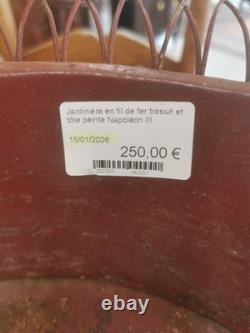 Jardinière en fil de fer tressé et
tôle peinte Napoléon III
15/01/2026
250,00 €